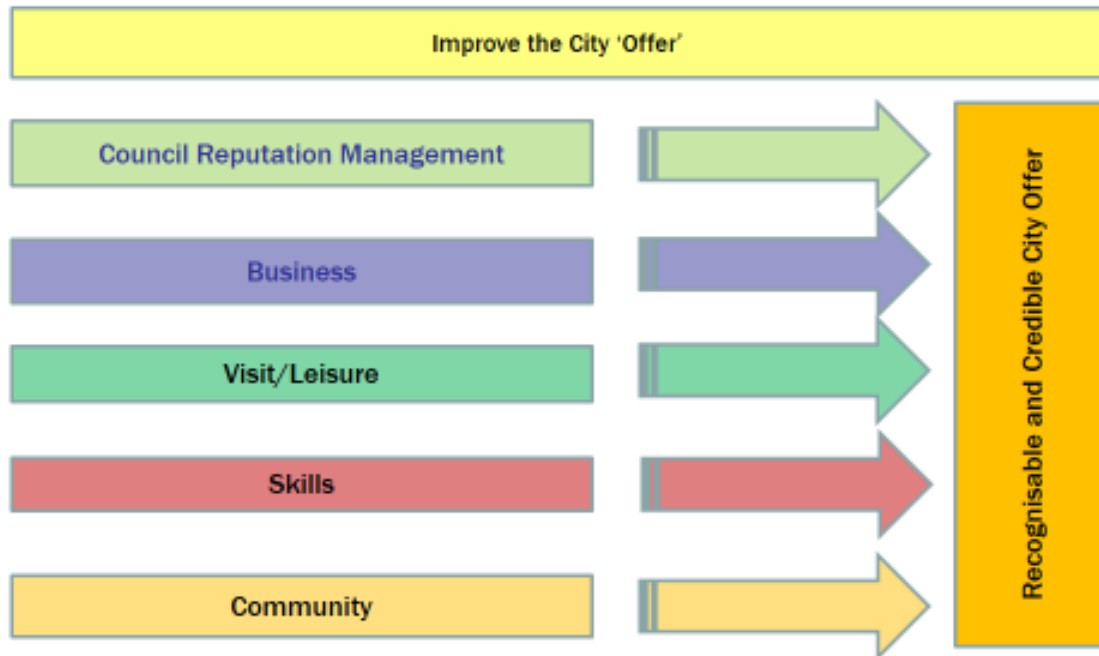 Improve the City ‘Offer’
Council Reputation Management
Business
Visit/Leisure
Skills
Community
Recognisable and Credible City Offer